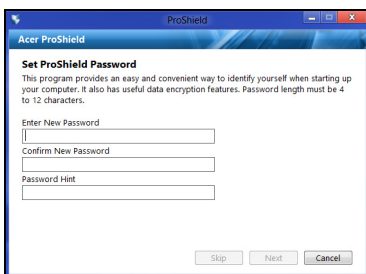 ProShield
Acer ProShield
Set ProShield Password
This program provides an easy and convenient way to identify yourself when starting up
your computer. It also has useful data encryption features. Password length must be 4
to 12 characters.
Enter New Password
Confirm New Password
Password Hint
Skip Next Cancel